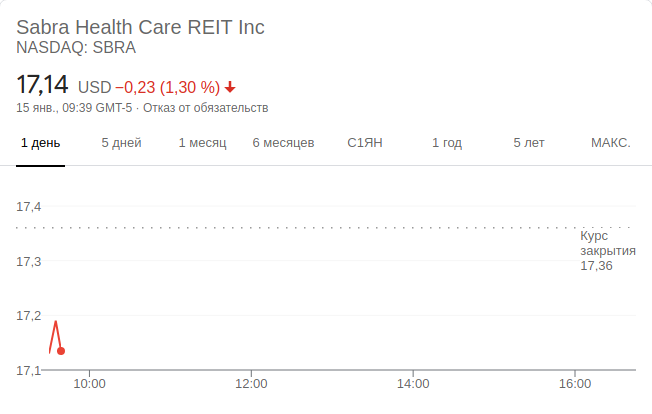 Sabra Health Care REIT Inc
NASDAQ: SBRA
17,14 USD −0,23 (1,30 %)
15 янв., 09:39 GMT-5 · Отказ от обязательств
1 день 5 дней 1 месяц 6 месяцев С1ЯН 1 год 5 лет МАКС.
17,4
Курс
закрытия
17,36
17,3
17,2
17,1
10:00 12:00 14:00 16:00